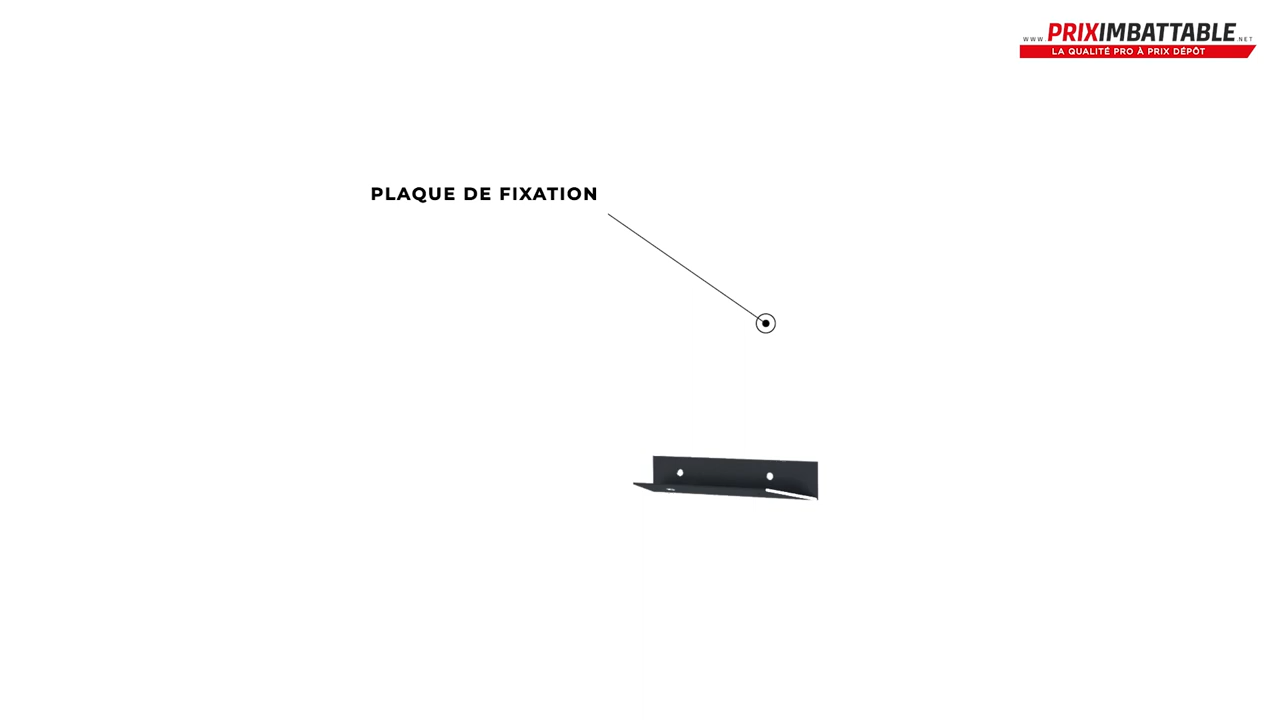 WWW.PRIXIMBATTABLE.NET
LA QUALITÉ PRO À PRIX DÉPÔT
PLAQUE DE FIXATION